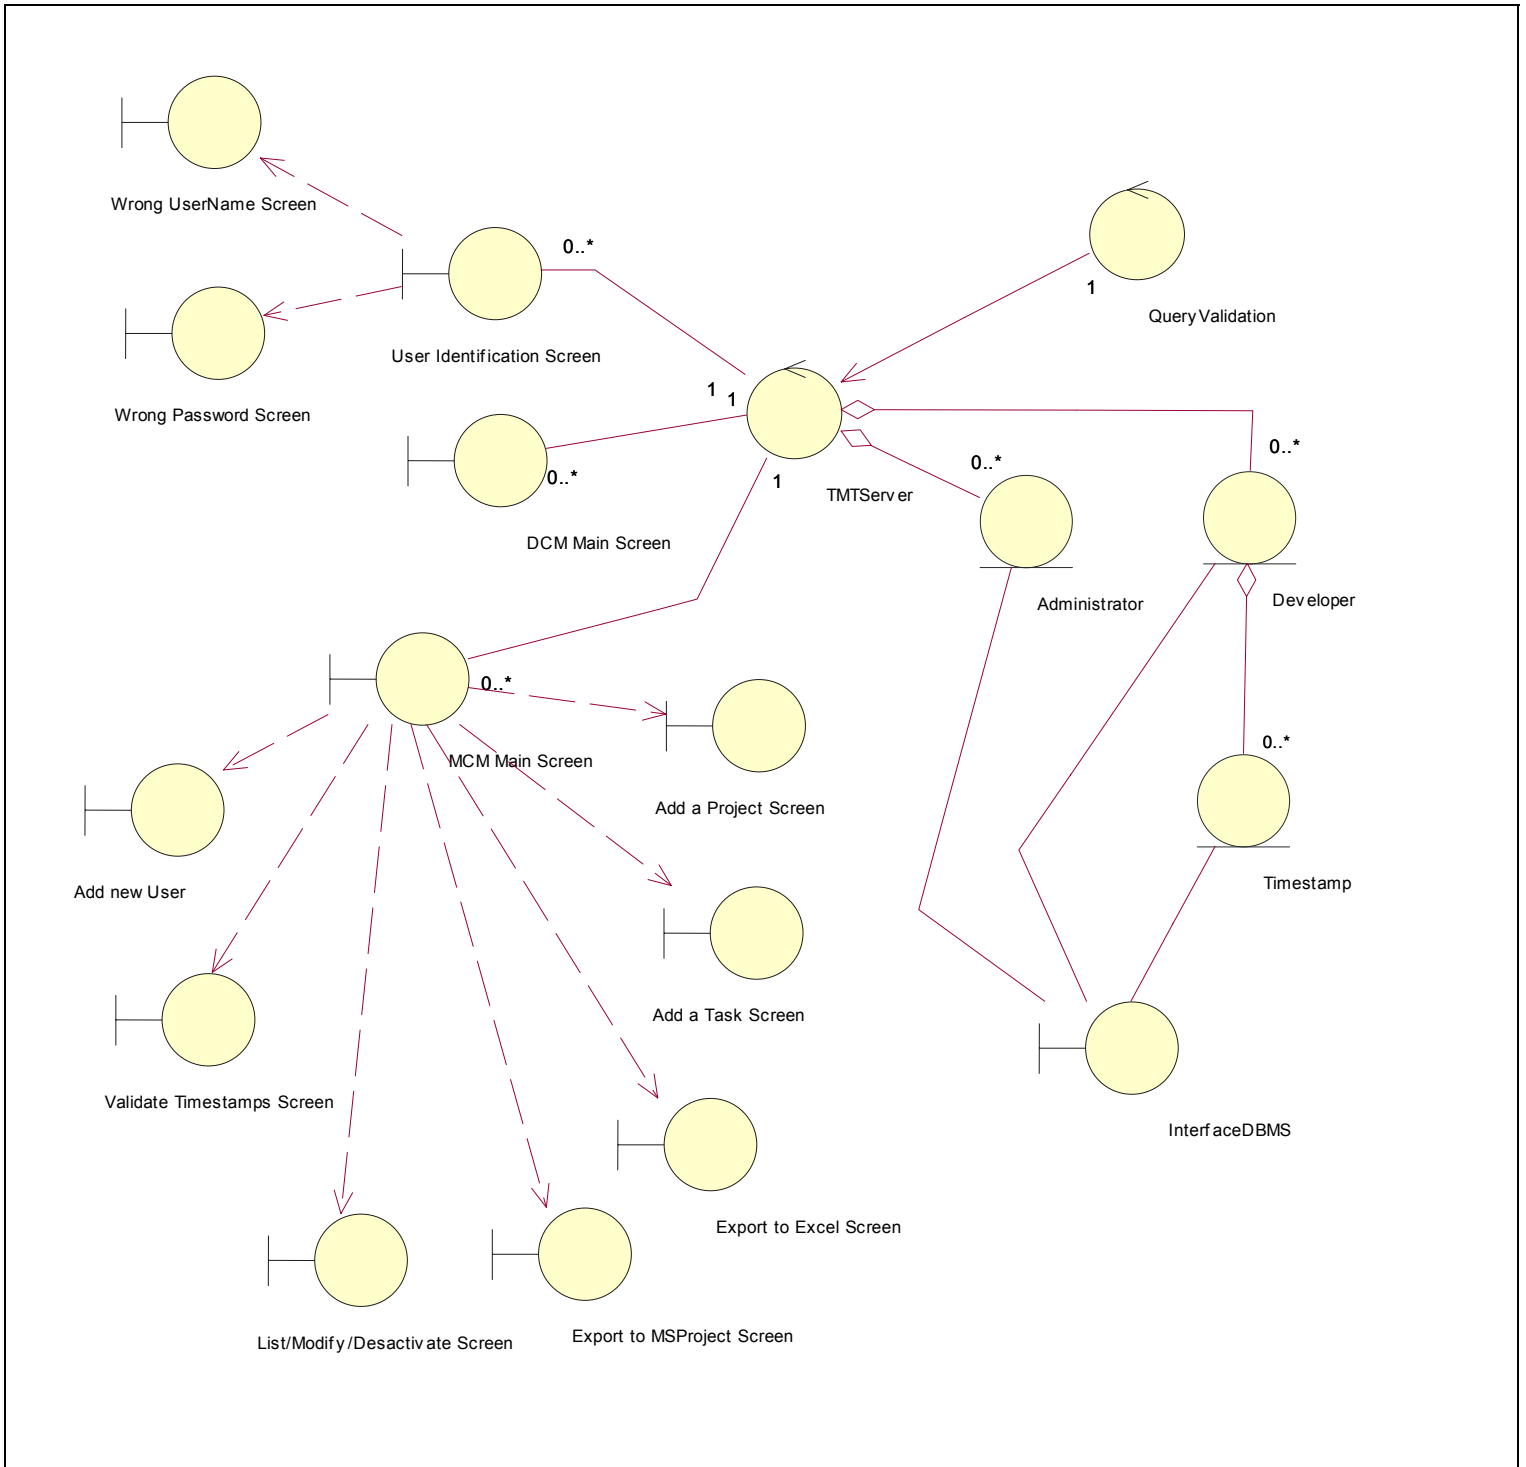 Wrong UserName Screen
0..*
1
QueryValidation
User Identification Screen
Wrong Password Screen
1
1
0..*
DCM Main Screen
1
TMTServer
0..*
0..*
Administrator
Developer
0..*
MCM Main Screen
0..*
Add a Project Screen
Add new User
Timestamp
Add a Task Screen
Validate Timestamps Screen
InterfaceDBMS
Export to Excel Screen
List/Modify/Desactivate Screen
Export to MSProject Screen